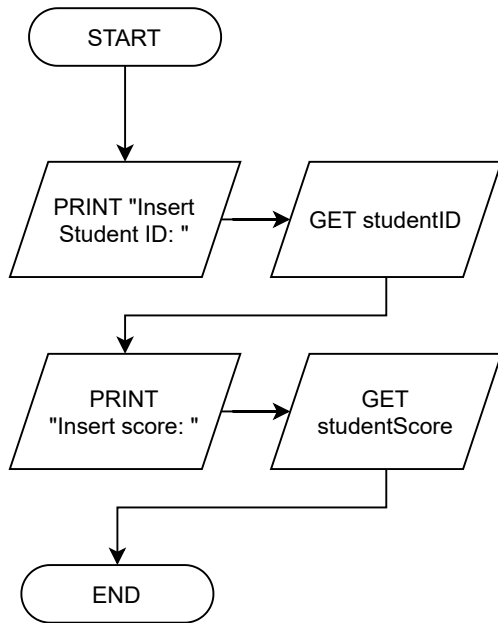 START
PRINT "Insert
Student ID: "
GET studentID
PRINT
"Insert score: "
GET
studentScore
END